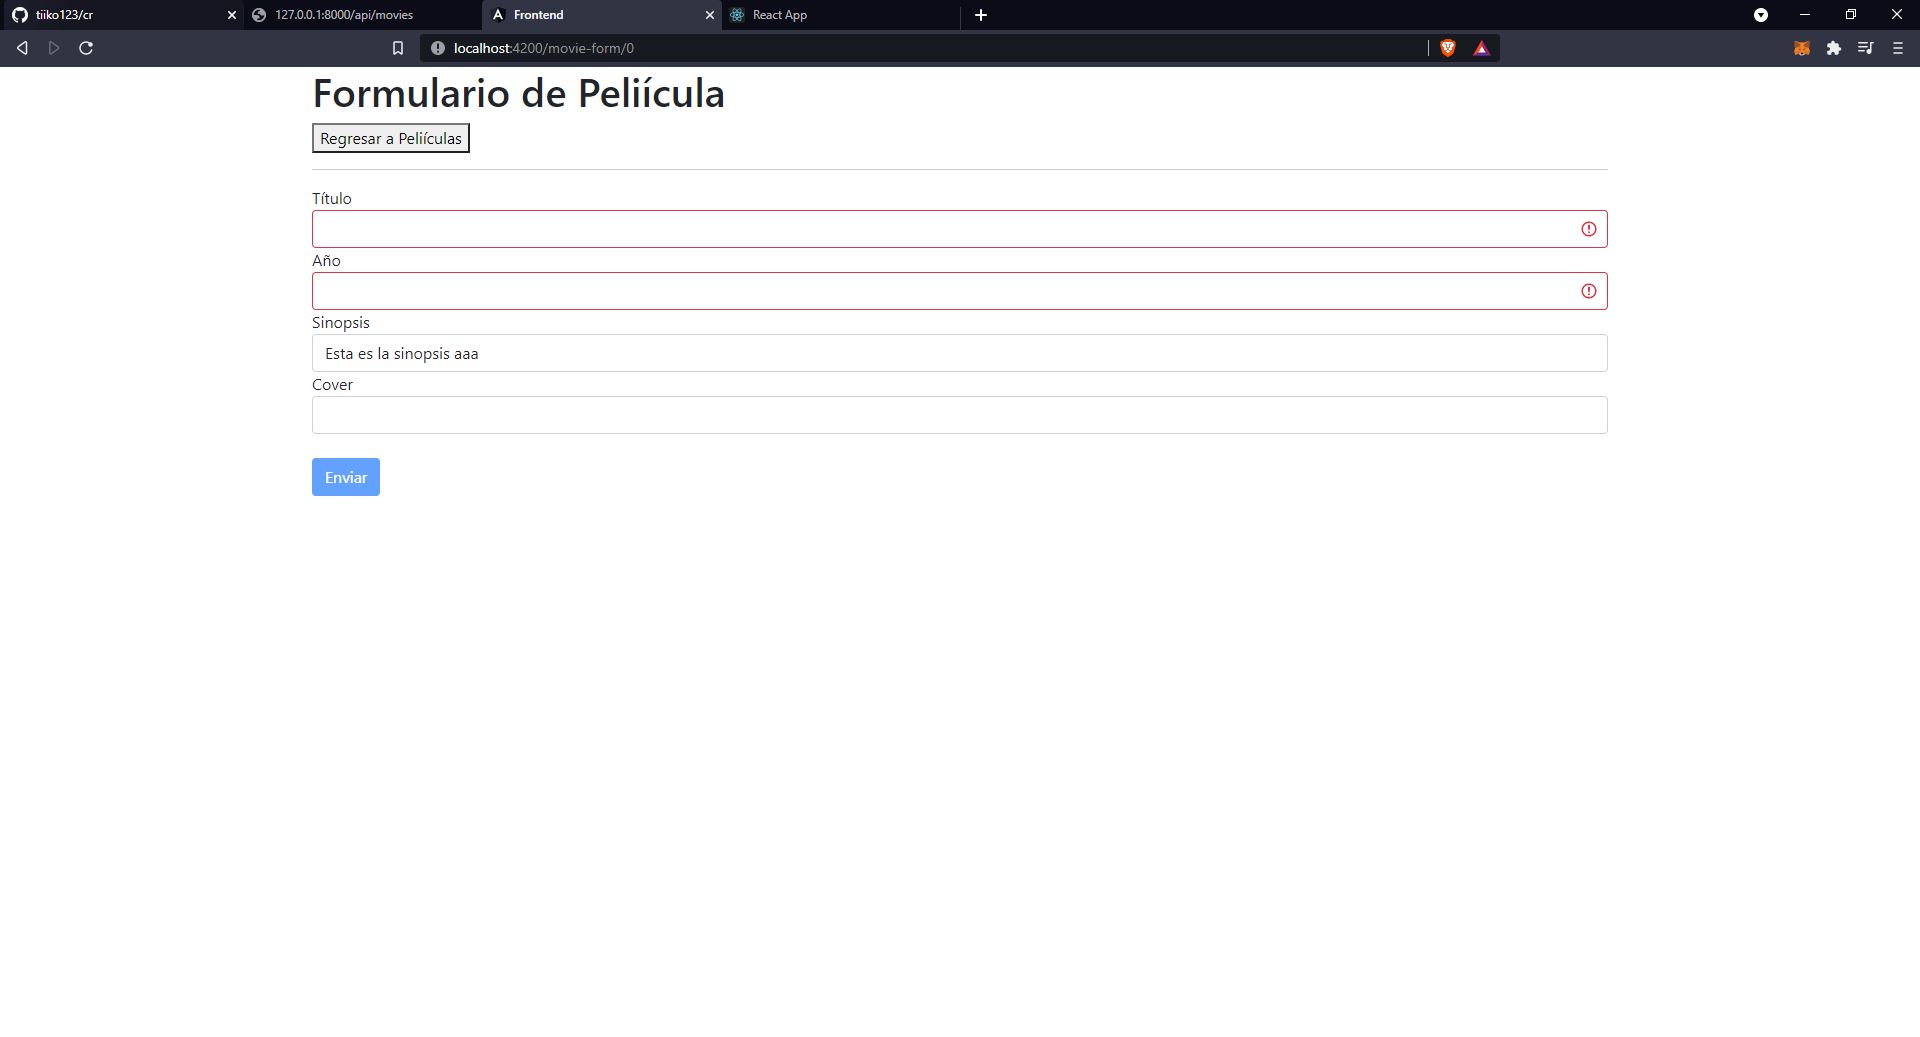 tiiko123/cr
127.0.0.1:8000/api/movies
Frontend
React App
localhost:4200/movie-form/0
Formulario de Peliícula
Regresar a Peliículas
Título
Año
Sinopsis
Esta es la sinopsis aaa
Cover
Enviar